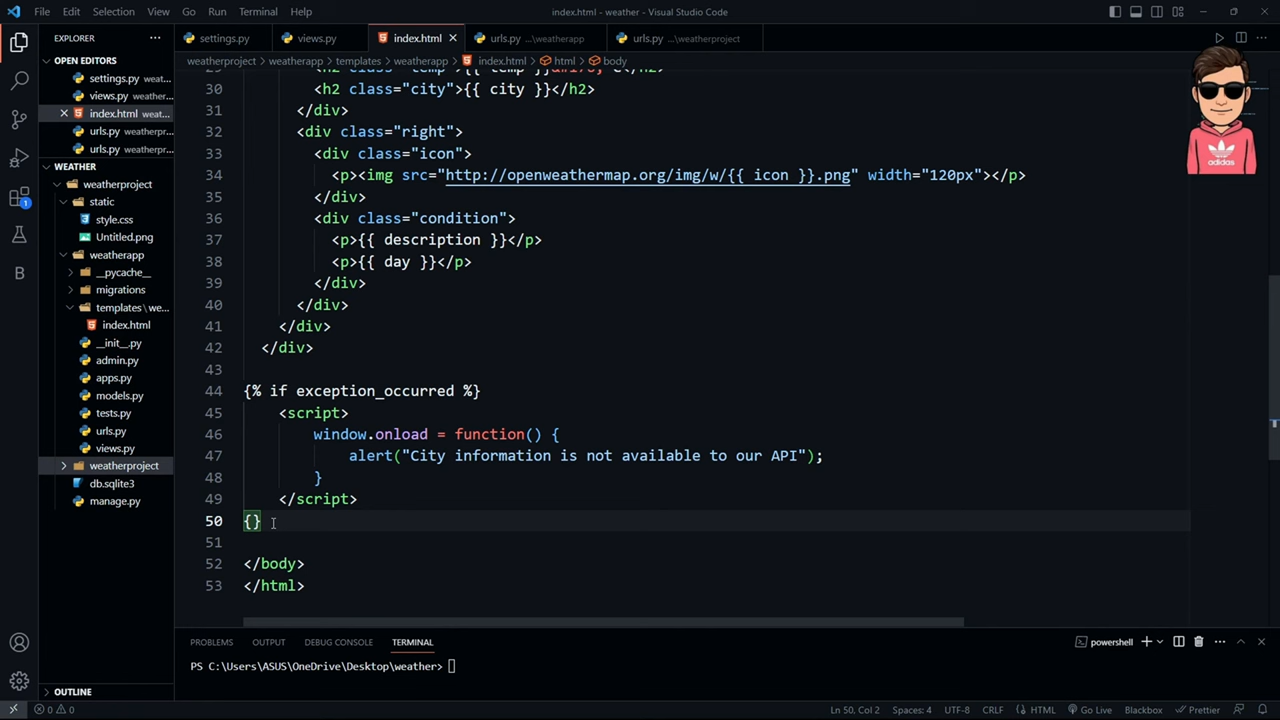 File Edit Selection View Go Run Terminal Help
index.html - weather - Visual Studio Code
EXPLORER
OPEN EDITORS
settings.py weat...
views.py weather...
index.html weat...
urls.py weatherpr...
urls.py weatherpr...
WEATHER
weatherproject
static
style.css
Untitled.png
weatherapp
__pycache__
migrations
templates \ we...
index.html
__init__.py
admin.py
apps.py
models.py
tests.py
urls.py
views.py
weatherproject
db.sqlite3
manage.py
OUTLINE
settings.py views.py index.html urls.py ...\weatherapp urls.py ...\weatherproject
weatherproject > weatherapp > templates > weatherapp > index.html > html > body
30 <h2 class="city">{{ city }}</h2>
31 </div>
32 <div class="right">
33 <div class="icon">
34 <p><img src="http://openweathermap.org/img/w/{{ icon }}.png" width="120px"></p>
35 </div>
36 <div class="condition">
37 <p>{{ description }}</p>
38 <p>{{ day }}</p>
39 </div>
40 </div>
41 </div>
42 </div>
43
44 {% if exception_occurred %}
45 <script>
46 window.onload = function() {
47 alert("City information is not available to our API");
48 }
49 </script>
50 {}
51
52 </body>
53 </html>
adidas
PROBLEMS OUTPUT DEBUG CONSOLE TERMINAL
powershell
PS C:\Users\ASUS\OneDrive\Desktop\weather>
0 0
Ln 50, Col 2 Spaces: 4 UTF-8 CRLF HTML Go Live Blackbox Prettier